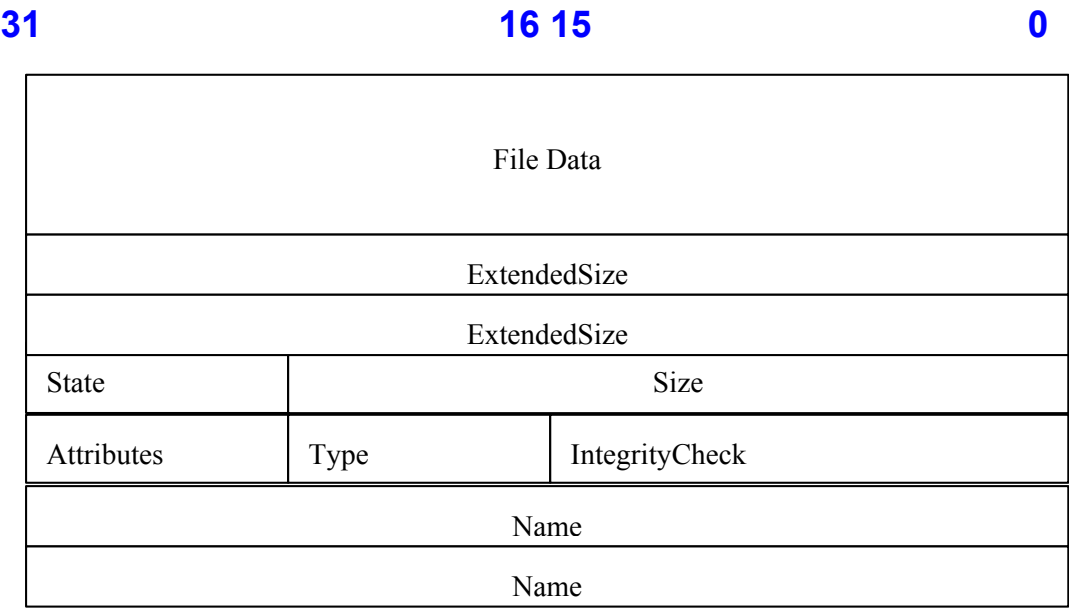 31 16 15 0
File Data
ExtendedSize
ExtendedSize
State Size
Attributes Type IntegrityCheck
Name
Name